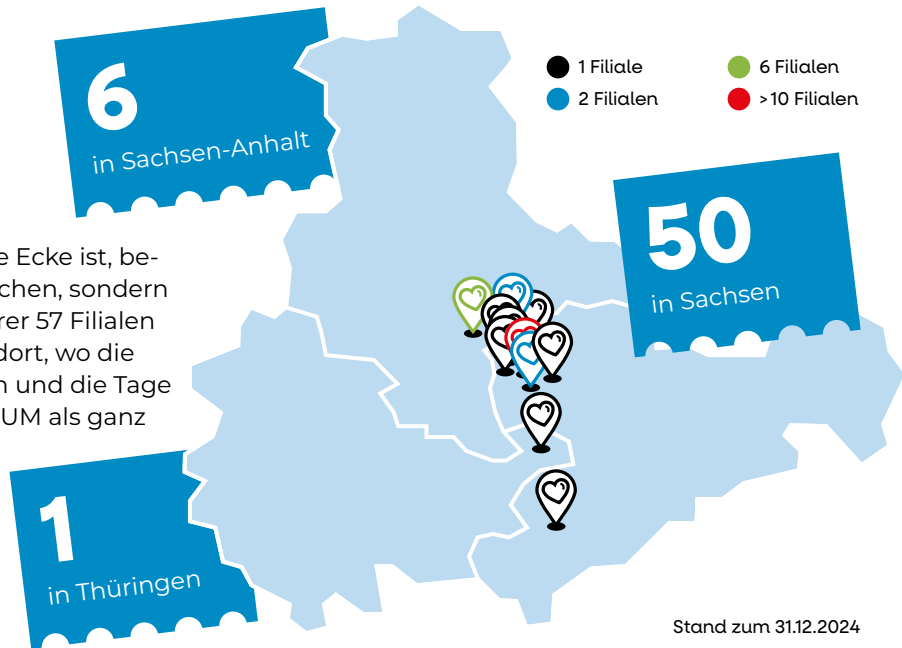 6
in Sachsen-Anhalt
1 Filiale
2 Filialen
6 Filialen
>10 Filialen
50
in Sachsen
e Ecke ist, be-
chen, sondern
rer 57 Filialen
dort, wo die
n und die Tage
UM als ganz
1
in Thüringen
Stand zum 31.12.2024